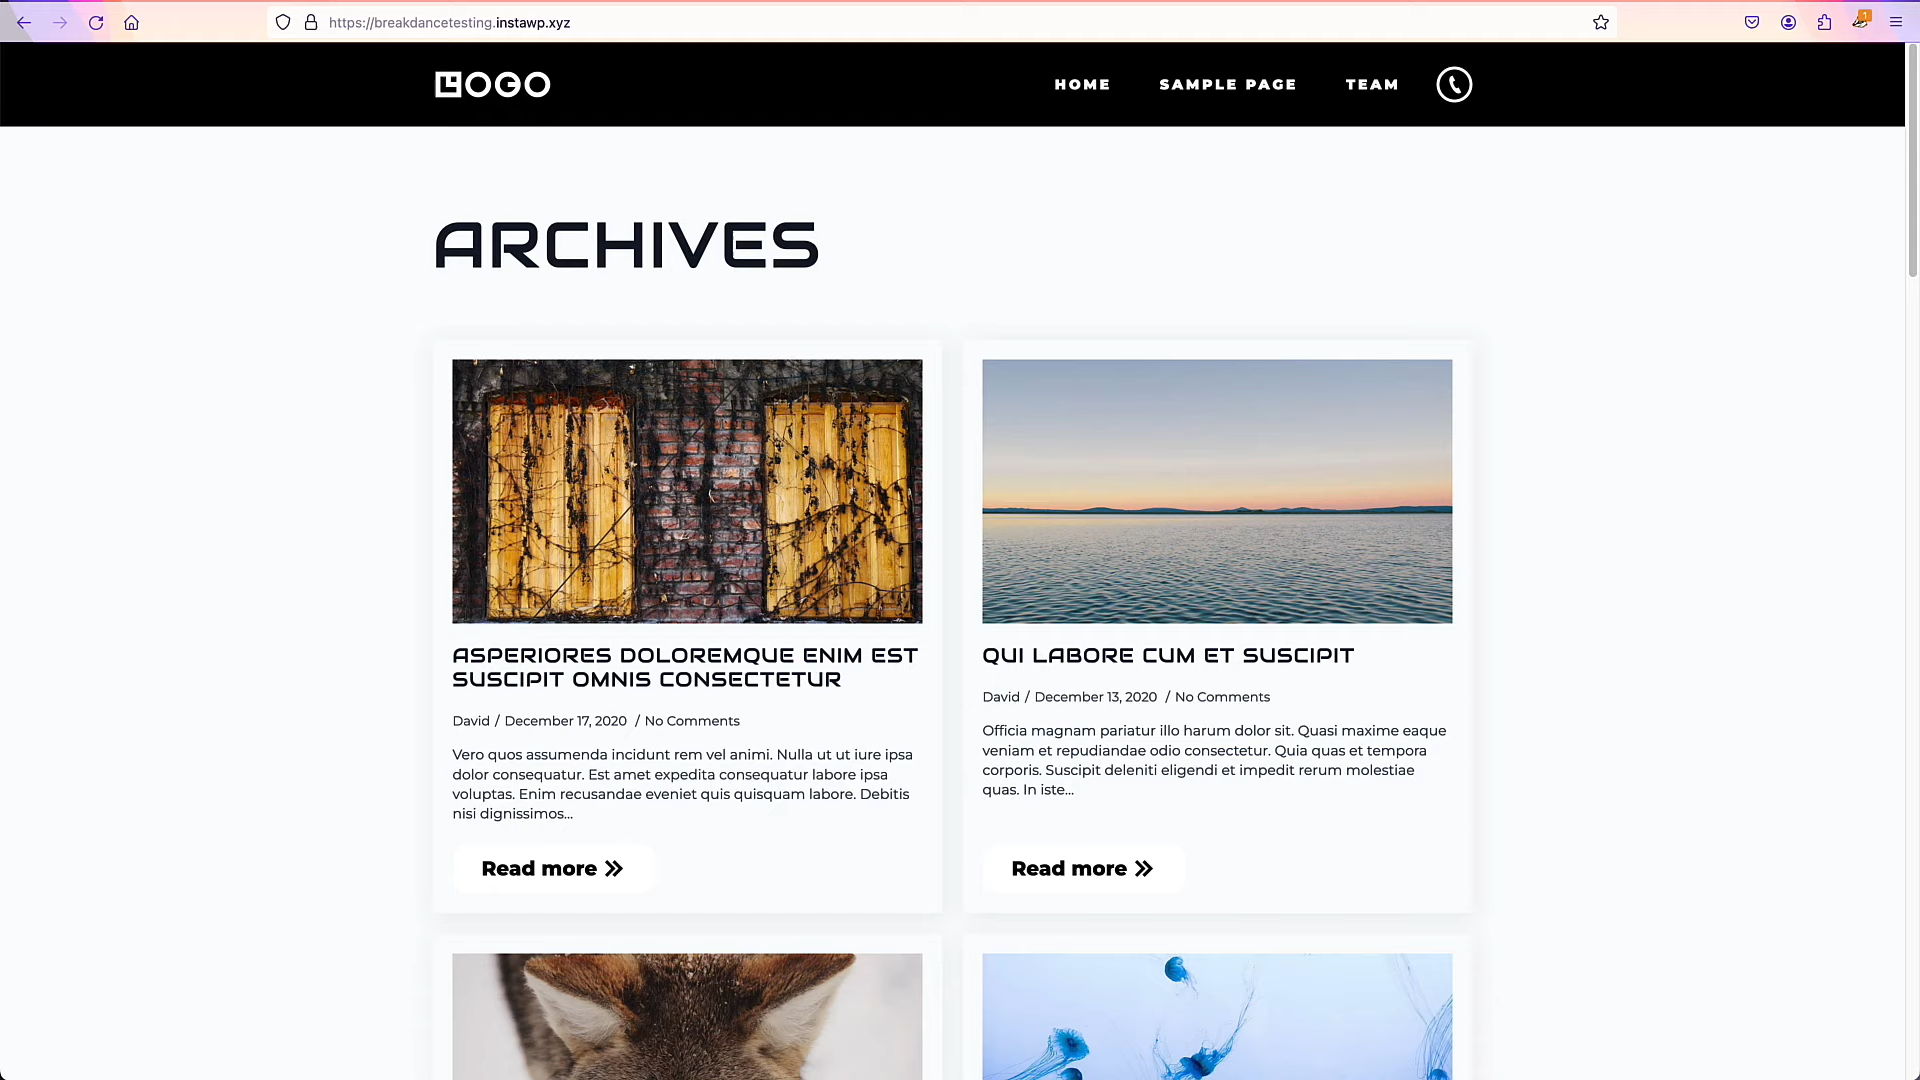 https://breakdancetesting.instawp.xyz
1
LOGO
HOME SAMPLE PAGE TEAM
ARCHIVES
ASPERIORES DOLOREMQUE ENIM EST
SUSCIPIT OMNIS CONSECTETUR
David / December 17, 2020 / No Comments
Vero quos assumenda incidunt rem vel animi. Nulla ut ut iure ipsa
dolor consequatur. Est amet expedita consequatur labore ipsa
voluptas. Enim recusandae eveniet quis quisquam labore. Debitis
nisi dignissimos...
Read more
QUI LABORE CUM ET SUSCIPIT
David / December 13, 2020 / No Comments
Officia magnam pariatur illo harum dolor sit. Quasi maxime eaque
veniam et repudiandae odio consectetur. Quia quas et tempora
corporis. Suscipit deleniti eligendi et impedit rerum molestiae
quas. In iste...
Read more